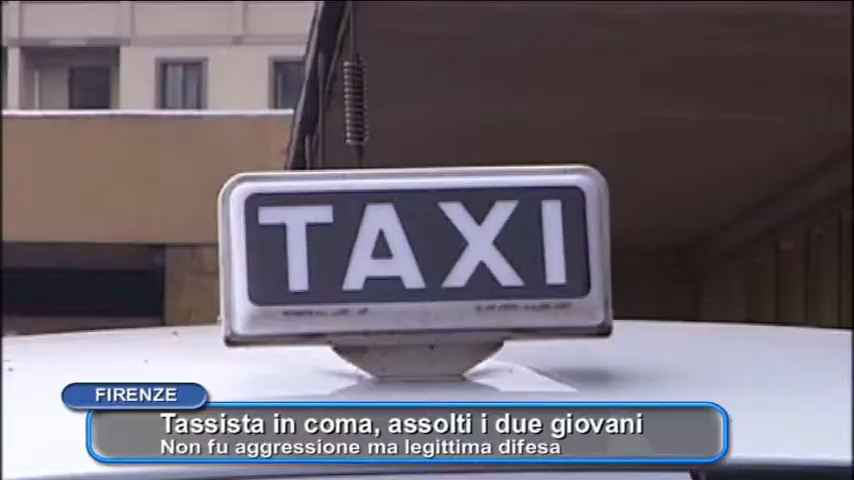 TAXI
FIRENZE
Tassista in coma, assolti i due giovani
Non fu aggressione ma legittima difesa